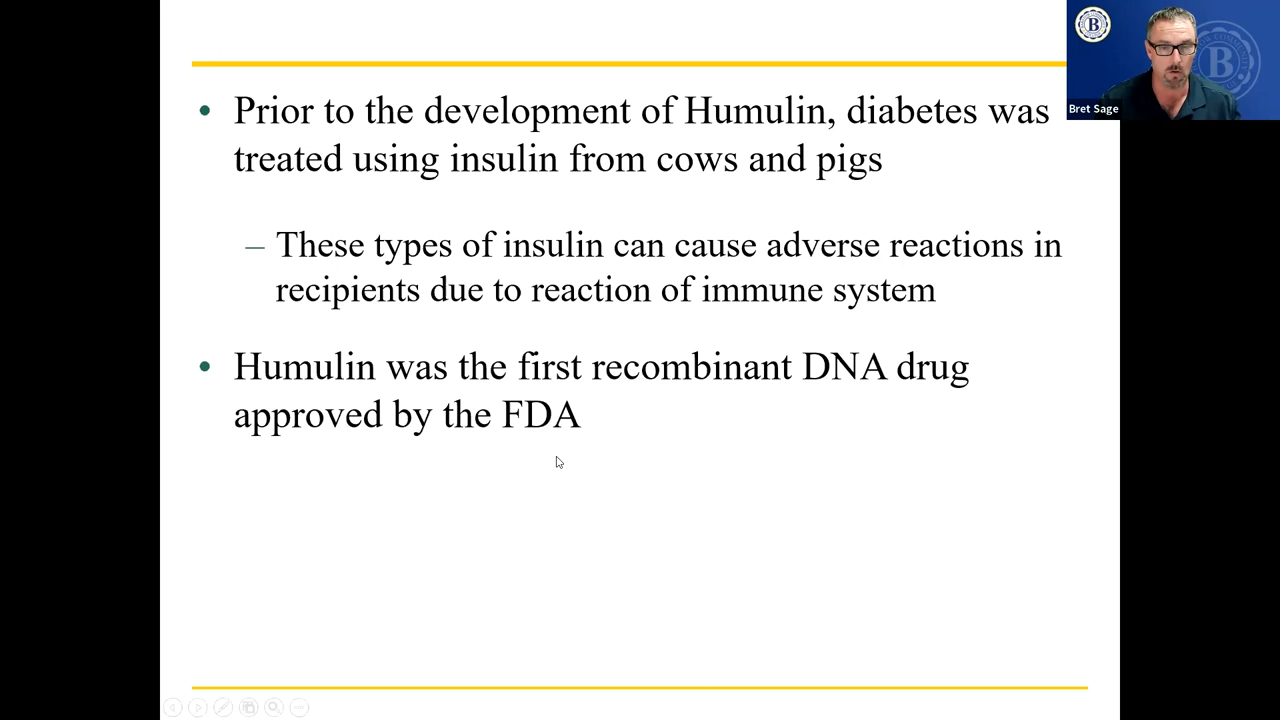 • Prior to the development of Humulin, diabetes was
treated using insulin from cows and pigs
– These types of insulin can cause adverse reactions in
recipients due to reaction of immune system
• Humulin was the first recombinant DNA drug
approved by the FDA
B
B
Bret Sage